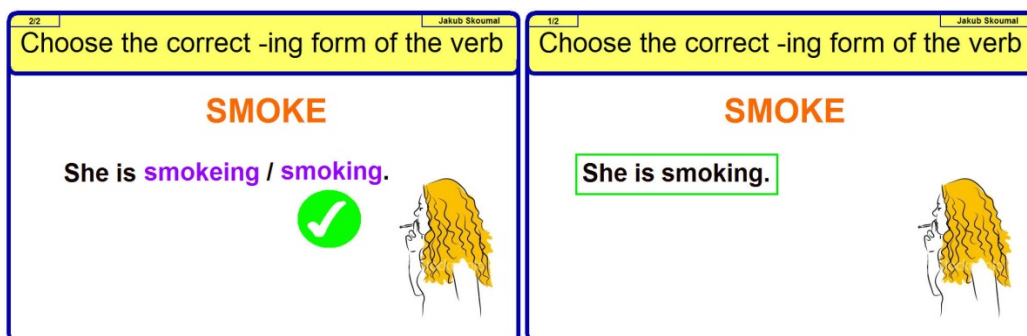 2/2
Jakub Skoumal
Choose the correct -ing form of the verb
SMOKE
She is smokeing / smoking.
1/2
Jakub Skoumal
Choose the correct -ing form of the verb
SMOKE
She is smoking.